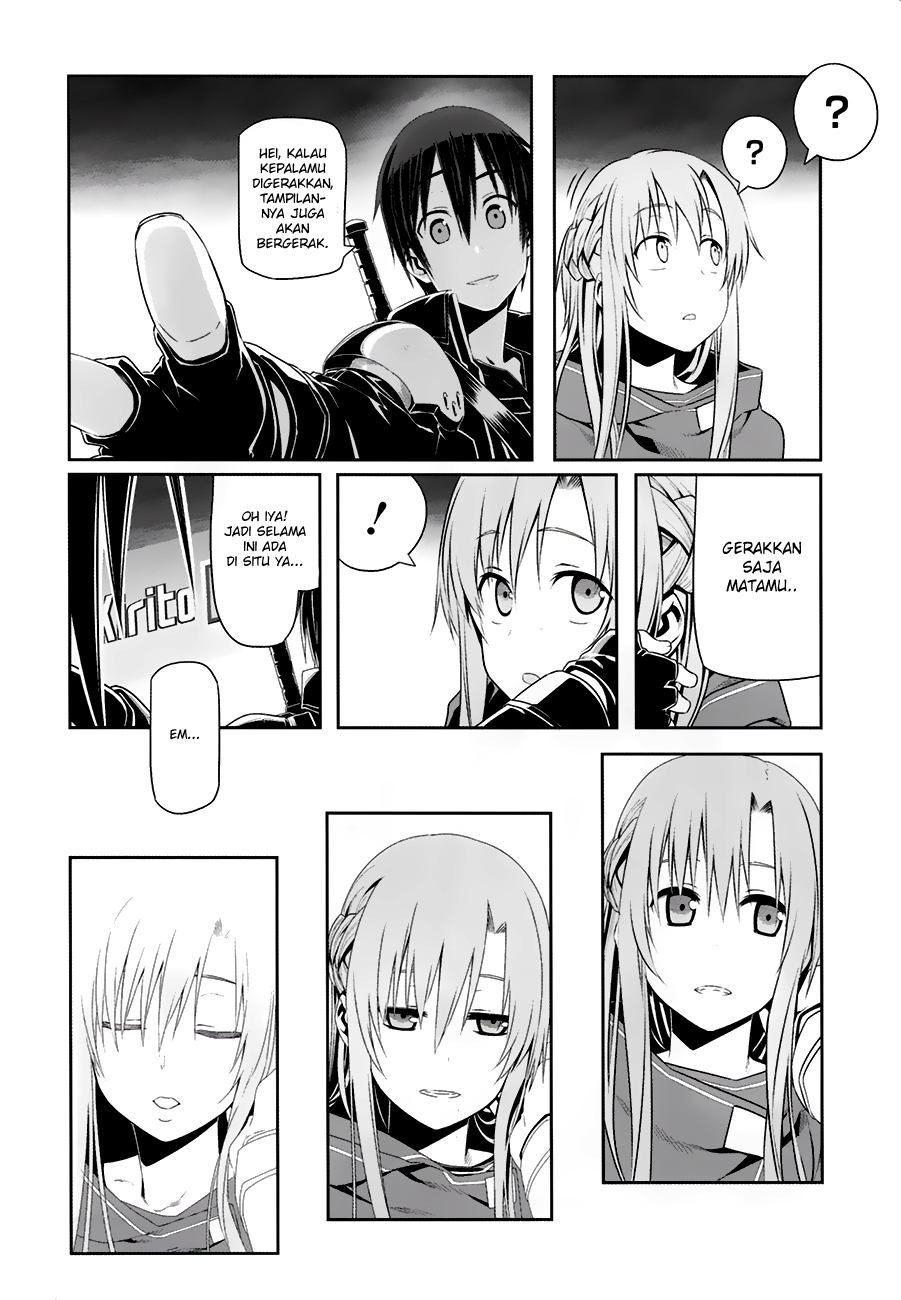 ?
?
HEI, KALAU
KEPALAMU
DIGERAKKAN,
TAMPILAN-
NYA JUGA
AKAN
BERGERAK.
GERAKKAN
SAJA
MATAMU..
!
OH IYA!
JADI SELAMA
INI ADA
DI SITU YA...
Kirito
EM...